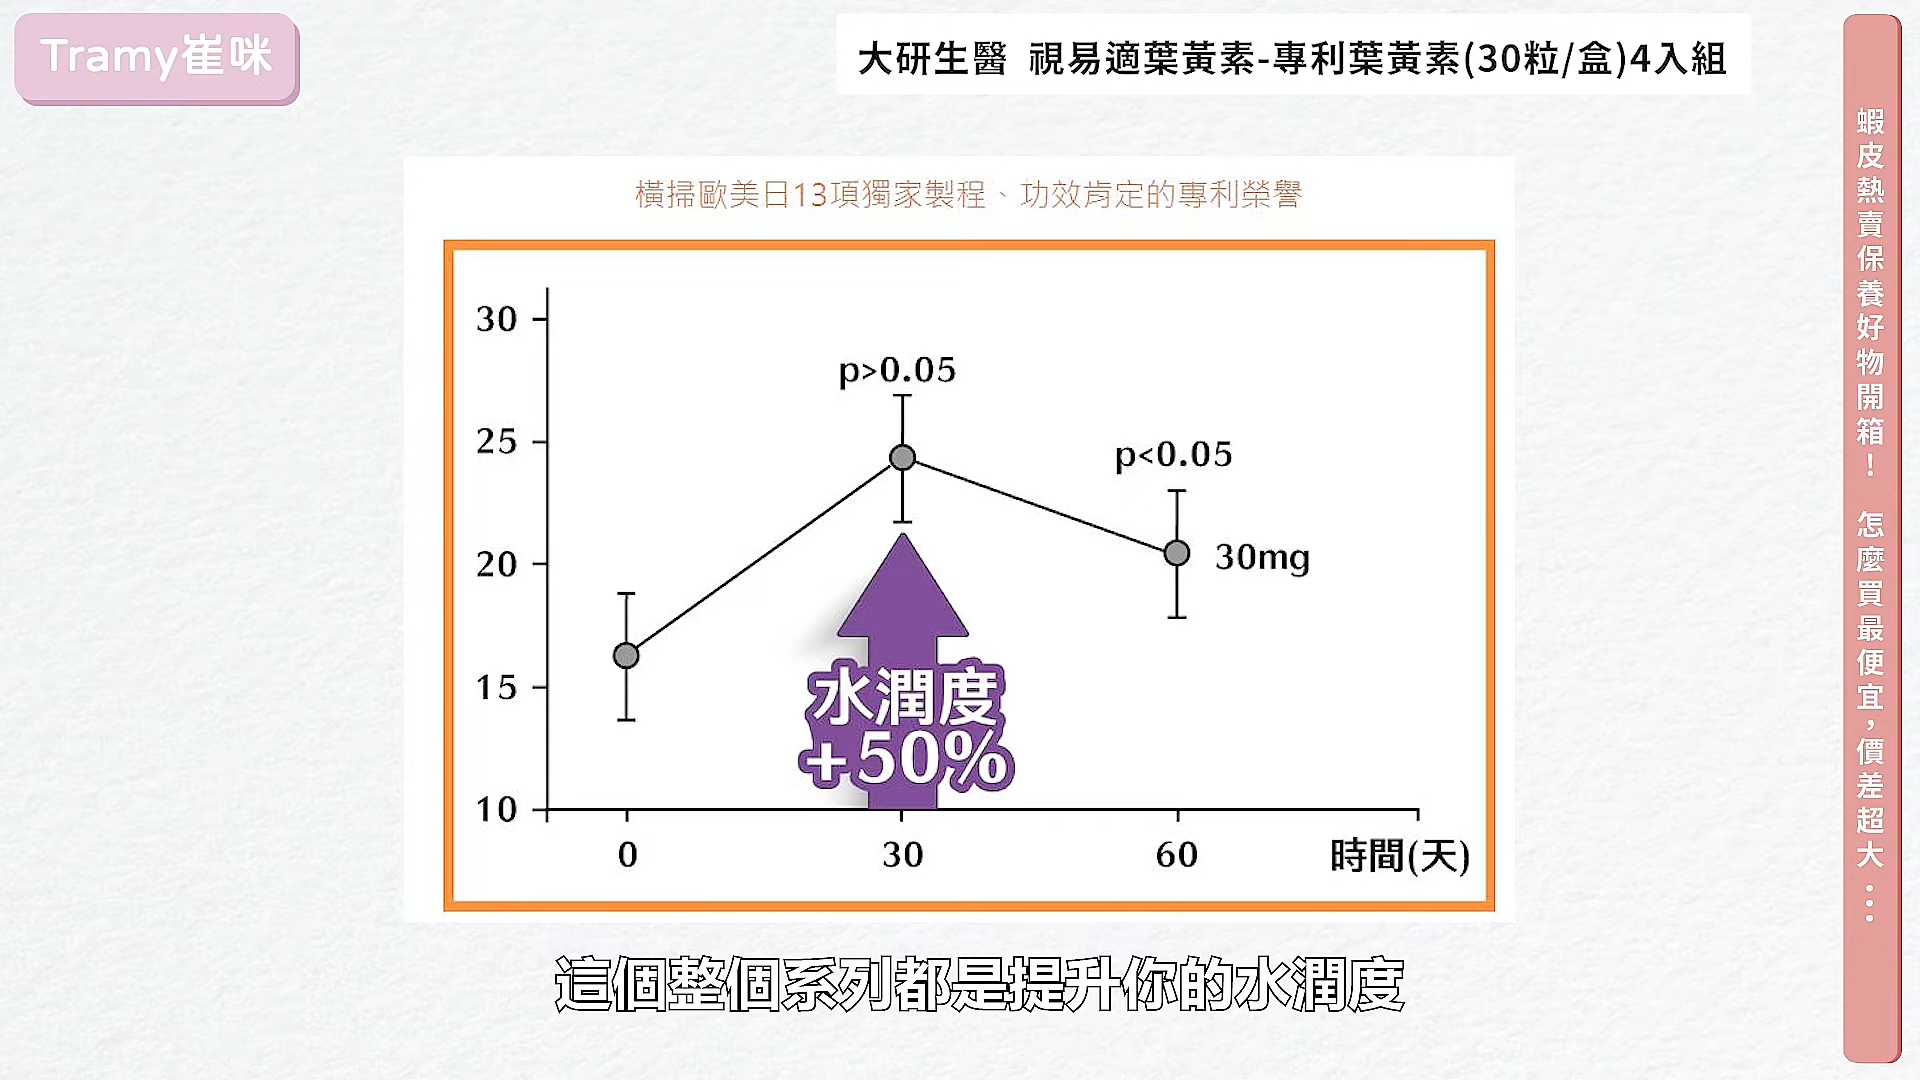 Tramy崔咪
大研生醫 視易適葉黃素-專利葉黃素(30粒/盒)4入組
橫掃歐美日13項獨家製程、功效肯定的專利榮譽
30
25
20
15
10
p>0.05
p<0.05
30mg
水潤度
+50%
0
30
60
時間(天)
這個整個系列都是提升你的水潤度
蝦皮熱賣保養好物開箱！ 怎麼買最便宜，價差超大…